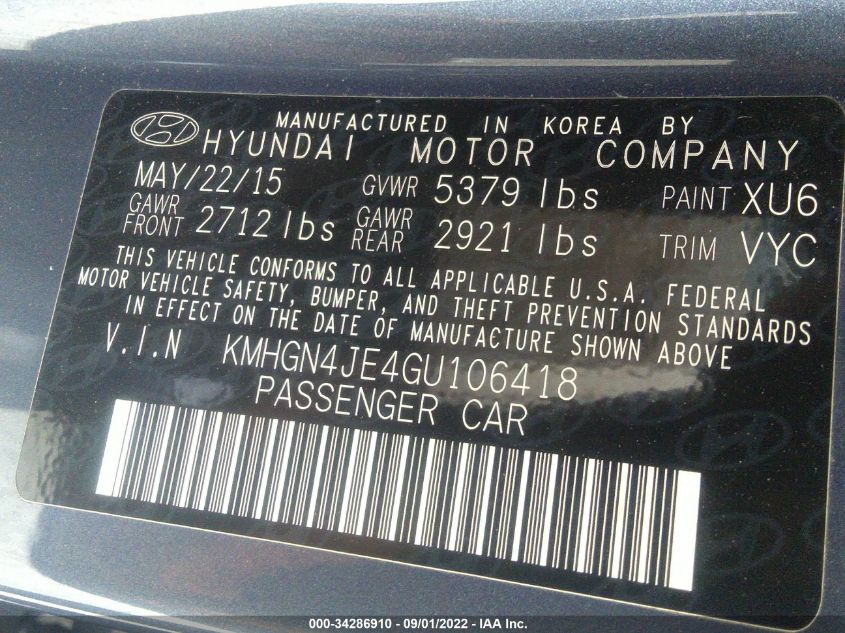 MANUFACTURED IN KOREA BY
HYUNDAI MOTOR COMPANY
MAY/22/15 GVWR 5379 lbs PAINT XU6
GAWR FRONT 2712 lbs GAWR REAR 2921 lbs TRIM VYC
THIS VEHICLE CONFORMS TO ALL APPLICABLE U.S.A. FEDERAL
MOTOR VEHICLE SAFETY, BUMPER, AND THEFT PREVENTION STANDARDS
IN EFFECT ON THE DATE OF MANUFACTURE SHOWN ABOVE
V.I.N KMHGN4JE4GU106418
PASSENGER CAR
000-34286910 - 09/01/2022 - IAA Inc.